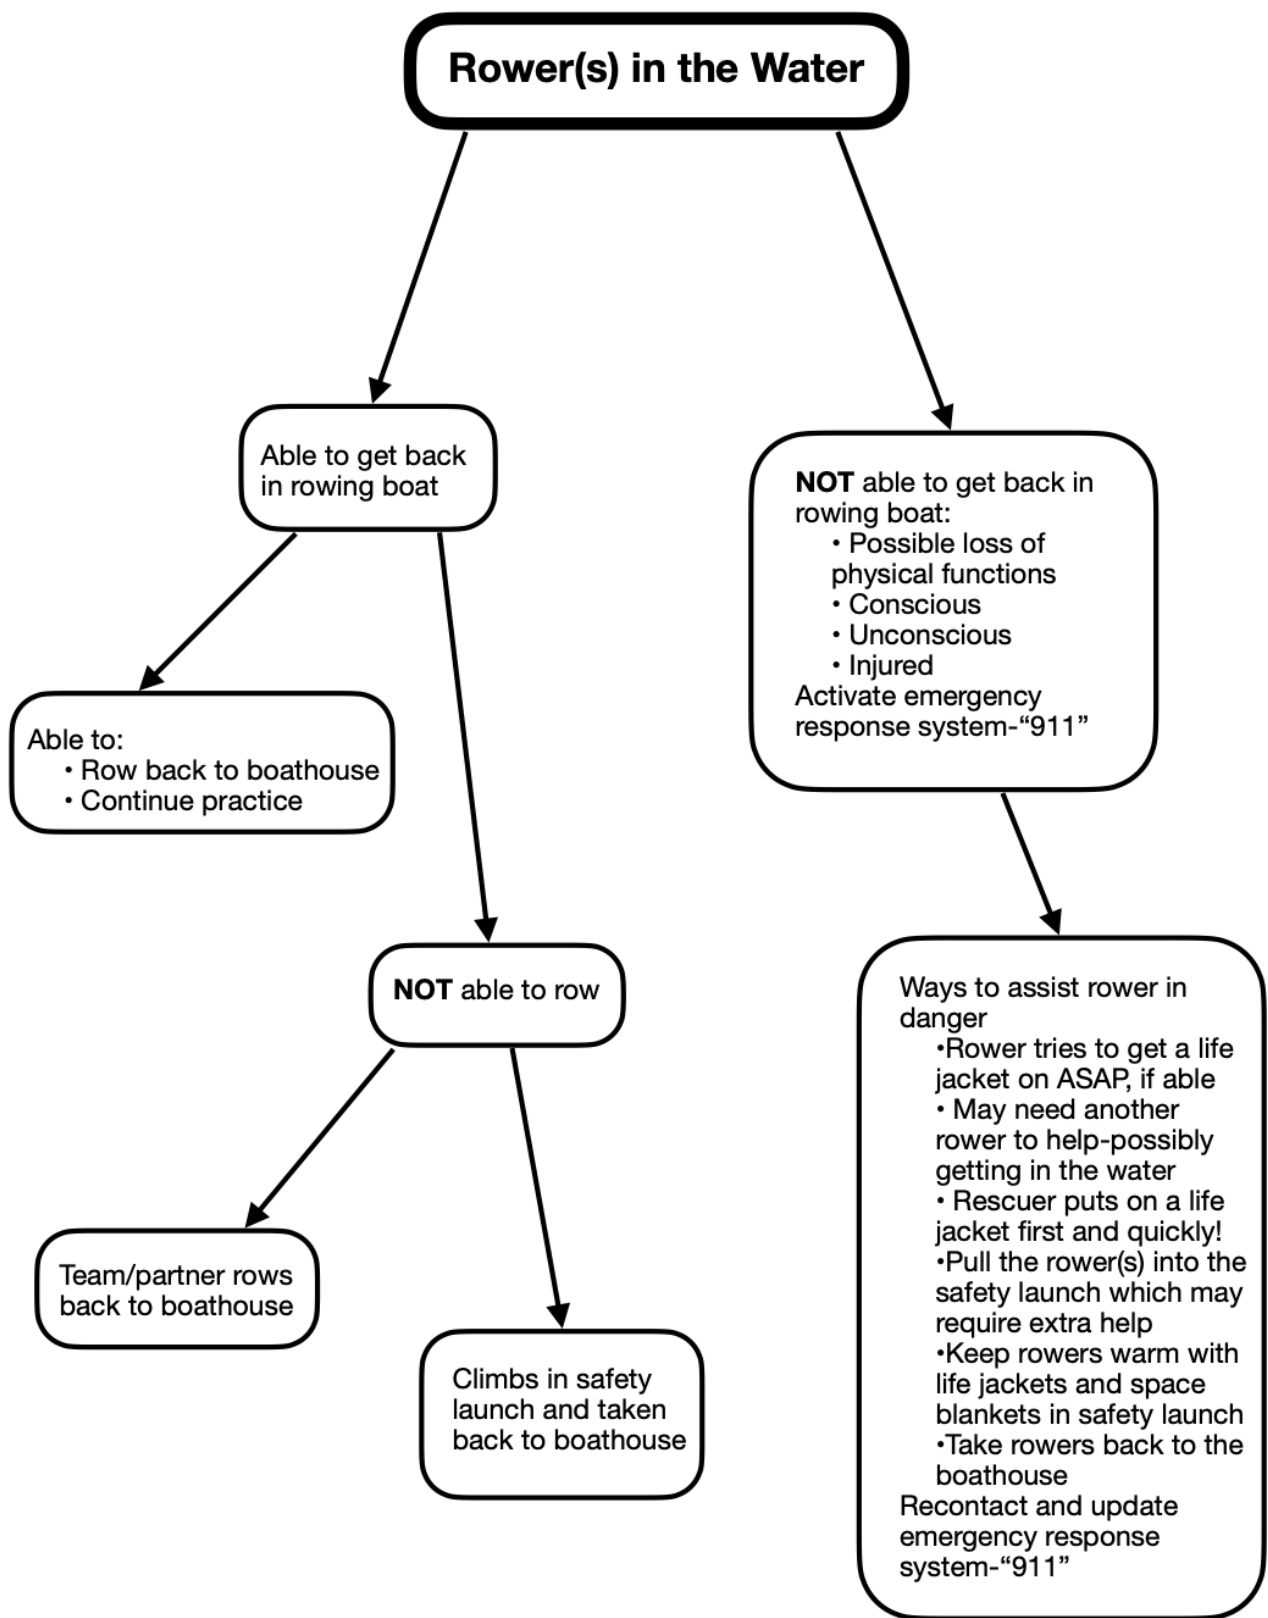 Rower(s) in the Water
Able to get back
in rowing boat
NOT able to get back in
rowing boat:
• Possible loss of
physical functions
• Conscious
• Unconscious
• Injured
Activate emergency
response system-“911”
Able to:
• Row back to boathouse
• Continue practice
NOT able to row
Team/partner rows
back to boathouse
Climbs in safety
launch and taken
back to boathouse
Ways to assist rower in
danger
•Rower tries to get a life
jacket on ASAP, if able
• May need another
rower to help-possibly
getting in the water
• Rescuer puts on a life
jacket first and quickly!
•Pull the rower(s) into the
safety launch which may
require extra help
•Keep rowers warm with
life jackets and space
blankets in safety launch
•Take rowers back to the
boathouse
Recontact and update
emergency response
system-“911”